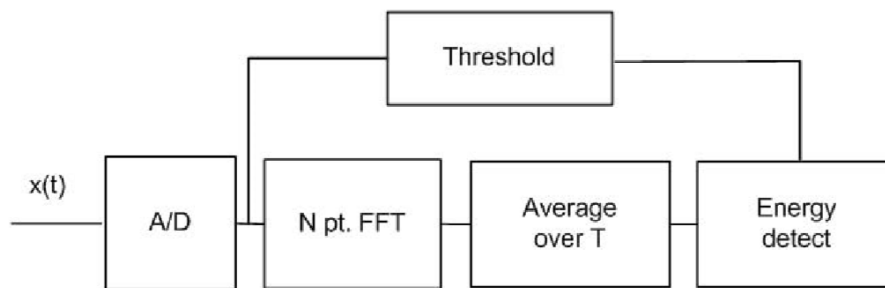 Threshold
x(t)
A/D
N pt. FFT
Average
over T
Energy
detect